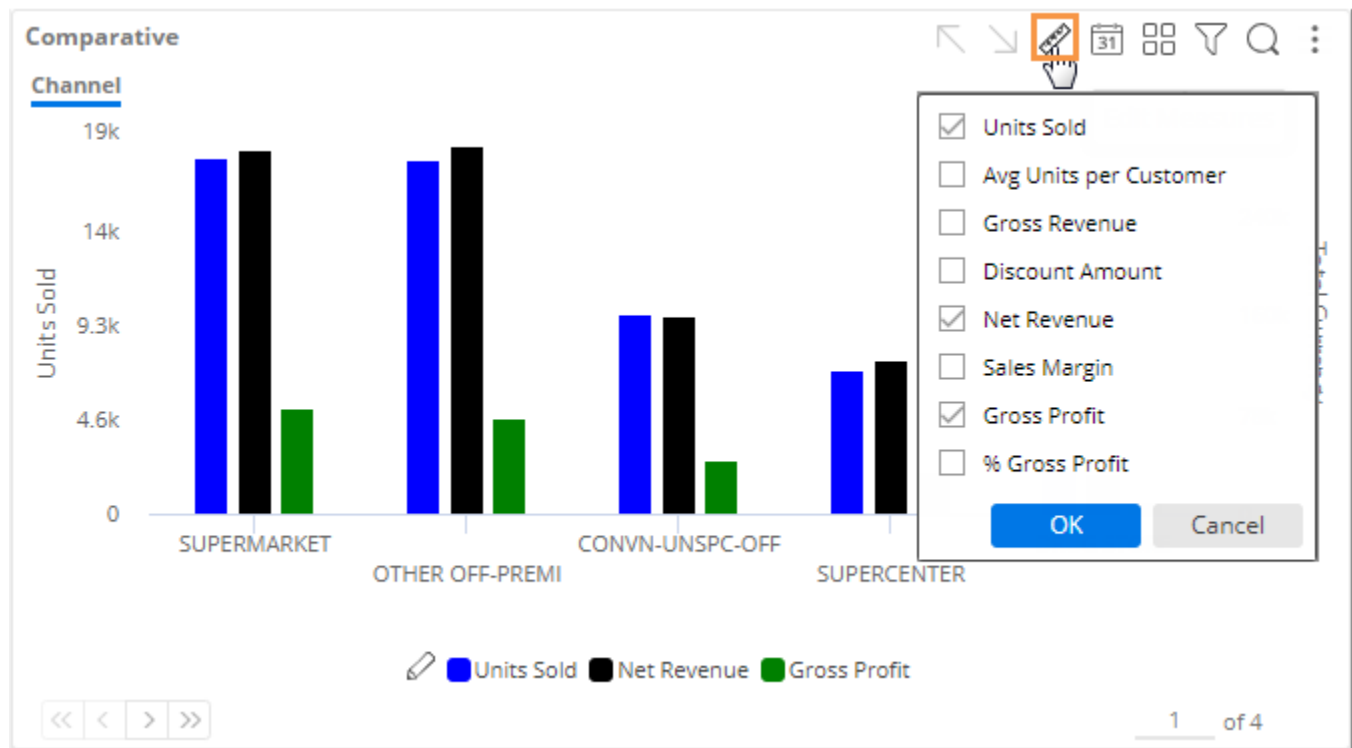 Comparative
31
Channel
19k
14k
9.3k
4.6k
0
Units Sold
Units Sold
Avg Units per Customer
Gross Revenue
Discount Amount
Net Revenue
Sales Margin
Gross Profit
% Gross Profit
OK Cancel
SUPERMARKET
OTHER OFF-PREMI
CONVN-UNSPC-OFF
SUPERCENTER
Units Sold Net Revenue Gross Profit
<< < > >>
1 of 4